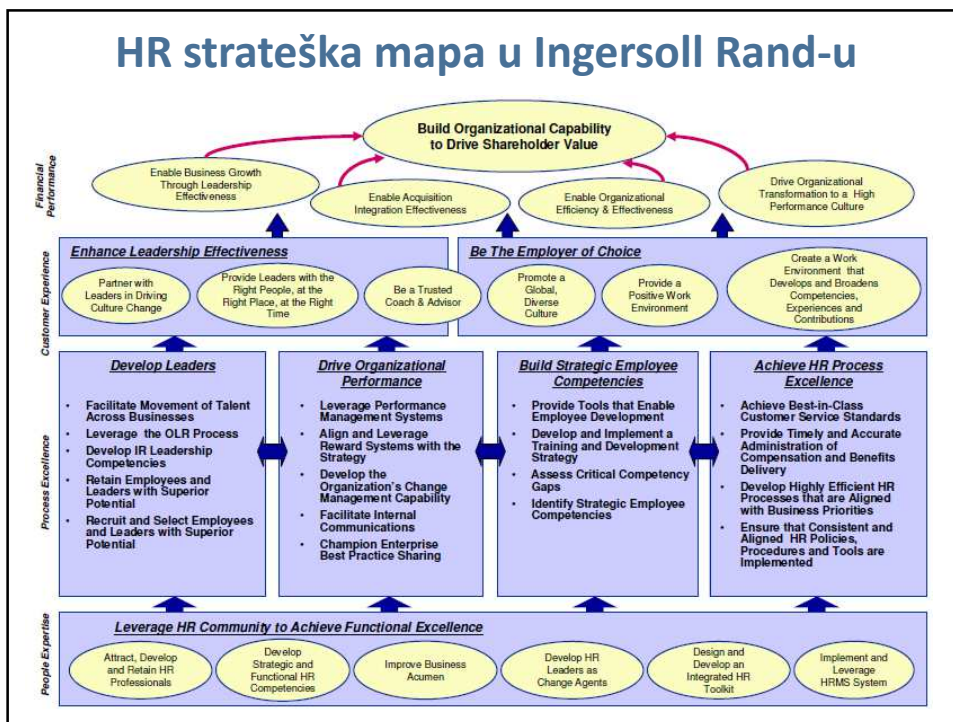 HR strateška mapa u Ingersoll Rand-u
Financial
Performance
Build Organizational Capability
to Drive Shareholder Value
Enable Business Growth
Through Leadership
Effectiveness
Enable Acquisition
Integration Effectiveness
Enable Organizational
Efficiency & Effectiveness
Drive Organizational
Transformation to a High
Performance Culture
Customer Experience
Enhance Leadership Effectiveness
Partner with
Leaders in Driving
Culture Change
Provide Leaders with the
Right People, at the
Right Place, at the Right
Time
Be a Trusted
Coach & Advisor
Be The Employer of Choice
Promote a
Global,
Diverse
Culture
Provide a
Positive Work
Environment
Create a Work
Environment that
Develops and Broadens
Competencies,
Experiences and
Contributions
Process Excellence
Develop Leaders
• Facilitate Movement of Talent
Across Businesses
• Leverage the OLR Process
• Develop IR Leadership
Competencies
• Retain Employees and
Leaders with Superior
Potential
• Recruit and Select Employees
and Leaders with Superior
Potential
Drive Organizational
Performance
• Leverage Performance
Management Systems
• Align and Leverage
Reward Systems with the
Strategy
• Develop the
Organization's Change
Management Capability
• Facilitate Internal
Communications
• Champion Enterprise
Best Practice Sharing
Build Strategic Employee
Competencies
• Provide Tools that Enable
Employee Development
• Develop and Implement a
Training and Development
Strategy
• Assess Critical Competency
Gaps
• Identify Strategic Employee
Competencies
Achieve HR Process
Excellence
• Achieve Best-in-Class
Customer Service Standards
• Provide Timely and Accurate
Administration of
Compensation and Benefits
Delivery
• Develop Highly Efficient HR
Processes that are Aligned
with Business Priorities
• Ensure that Consistent and
Aligned HR Policies,
Procedures and Tools are
Implemented
People Expertise
Leverage HR Community to Achieve Functional Excellence
Attract, Develop
and Retain HR
Professionals
Develop
Strategic and
Functional HR
Competencies
Improve Business
Acumen
Develop HR
Leaders as
Change Agents
Design and
Develop an
Integrated HR
Toolkit
Implement and
Leverage
HRMS System